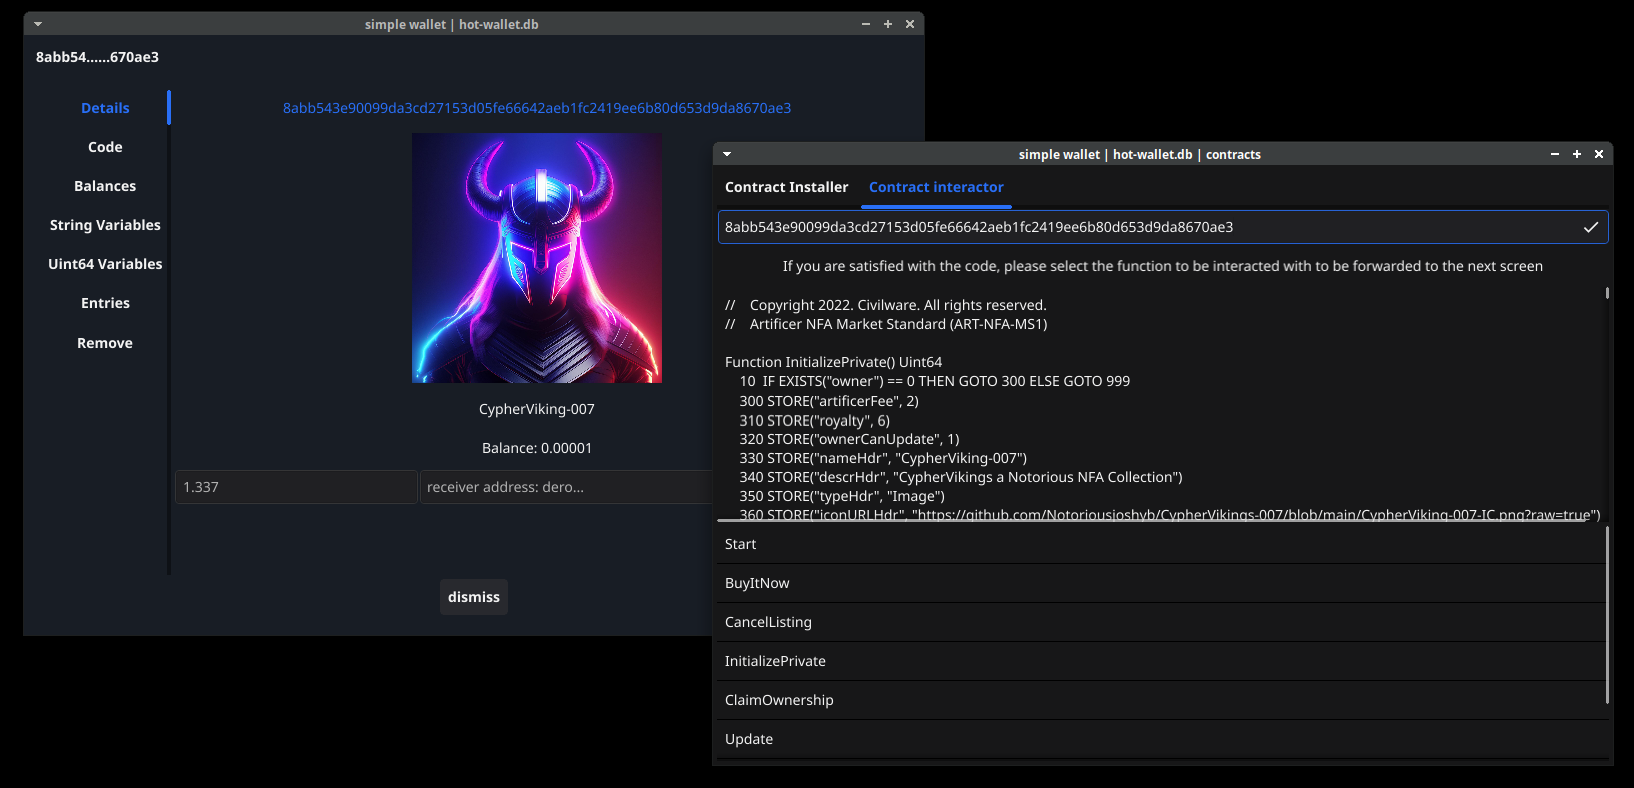 simple wallet | hot-wallet.db
8abb54......670ae3
Details
Code
Balances
String Variables
Uint64 Variables
Entries
Remove
8abb543e90099da3cd27153d05fe66642aeb1fc2419ee6b80d653d9da8670ae3
CypherViking-007
Balance: 0.00001
1.337
receiver address: dero...
dismiss
simple wallet | hot-wallet.db | contracts
Contract Installer Contract interactor
8abb543e90099da3cd27153d05fe66642aeb1fc2419ee6b80d653d9da8670ae3
If you are satisfied with the code, please select the function to be interacted with to be forwarded to the next screen
// Copyright 2022. Civilware. All rights reserved.
// Artificer NFA Market Standard (ART-NFA-MS1)
Function InitializePrivate() Uint64
10 IF EXISTS("owner") == 0 THEN GOTO 300 ELSE GOTO 999
300 STORE("artificerFee", 2)
310 STORE("royalty", 6)
320 STORE("ownerCanUpdate", 1)
330 STORE("nameHdr", "CypherViking-007")
340 STORE("descrHdr", "CypherVikings a Notorious NFA Collection")
350 STORE("typeHdr", "Image")
360 STORE("iconURLHdr", "https://github.com/Notoriousjoshyb/CypherVikings-007/blob/main/CypherViking-007-IC.png?raw=true")
Start
BuyItNow
CancelListing
InitializePrivate
ClaimOwnership
Update